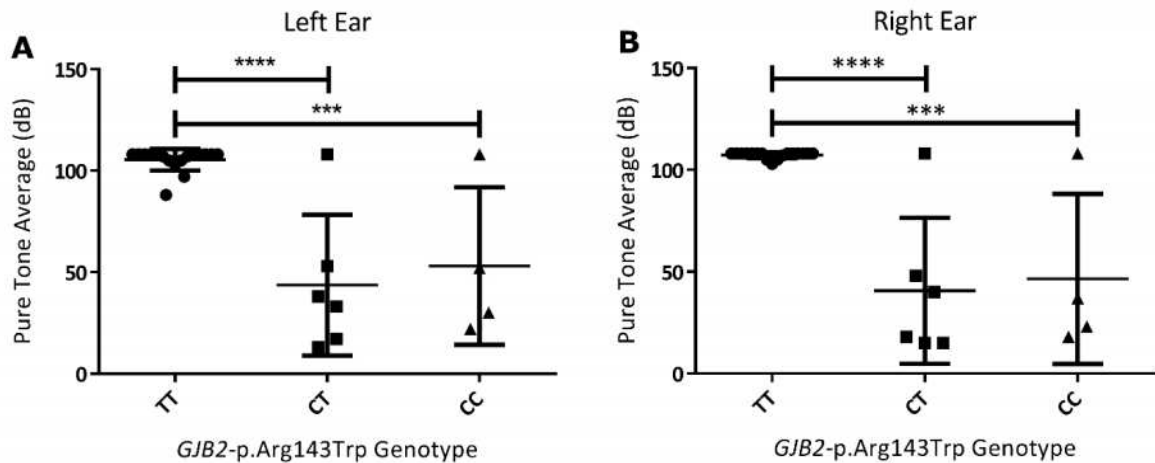 A
Left Ear
****
***
Pure Tone Average (dB)
150
100
50
0
TT
CT
CC
GJB2-p.Arg143Trp Genotype
B
Right Ear
****
***
Pure Tone Average (dB)
150
100
50
0
TT
CT
CC
GJB2-p.Arg143Trp Genotype